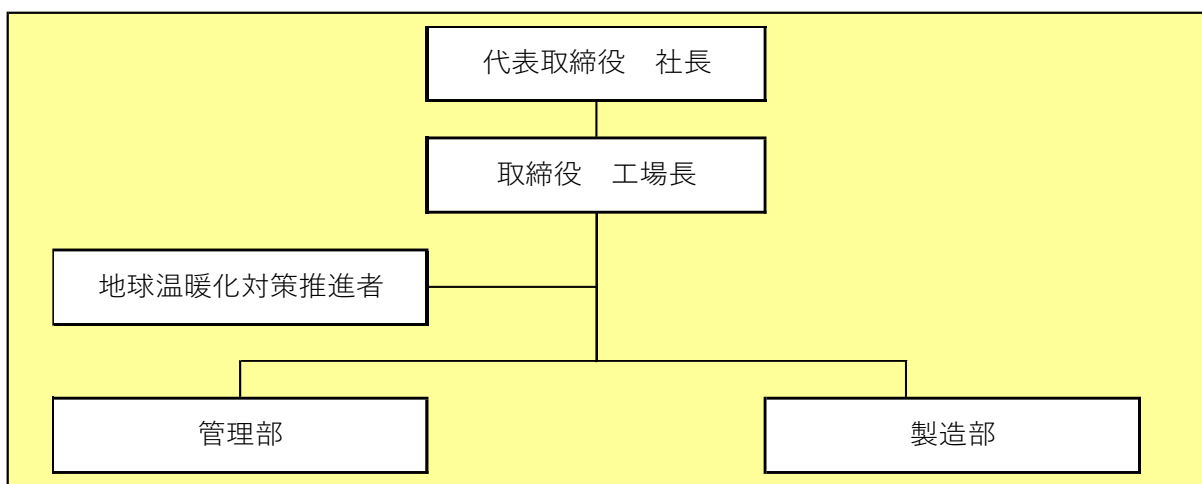 代表取締役　社長
取締役　工場長
地球温暖化対策推進者
管理部
製造部